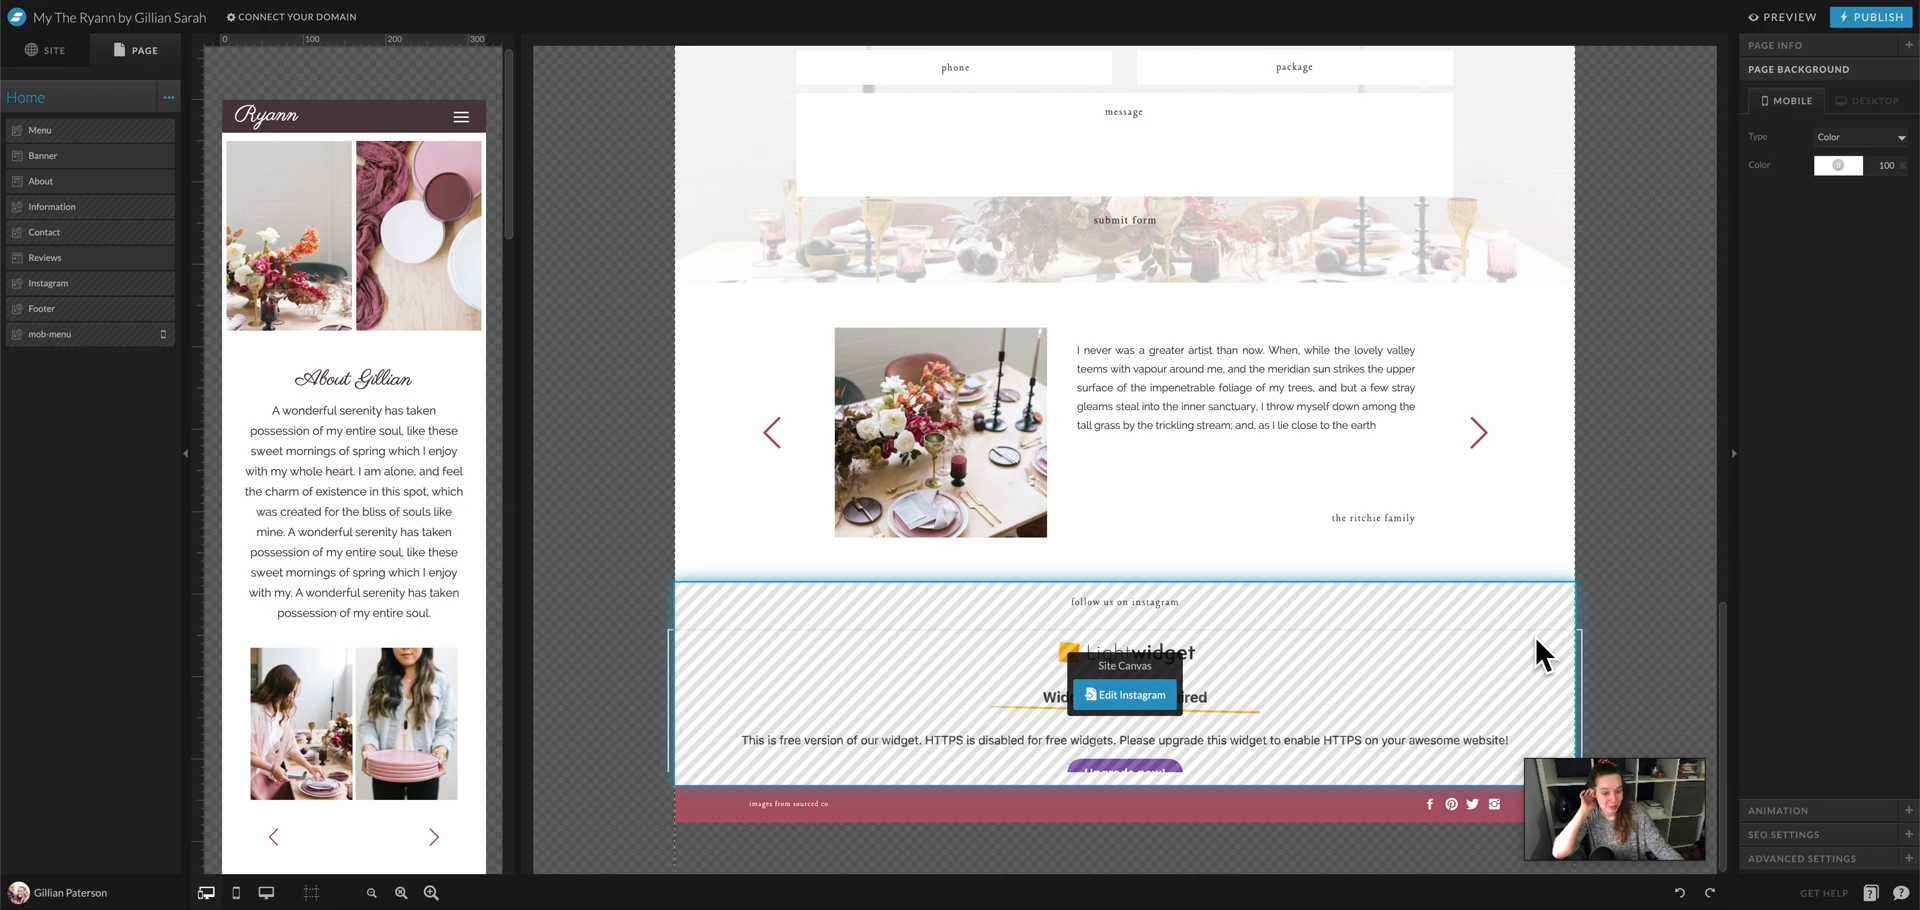 My The Ryann by Gillian Sarah
CONNECT YOUR DOMAIN
PREVIEW
PUBLISH
SITE
PAGE
Home
Menu
Banner
About
Information
Contact
Reviews
Instagram
Footer
mob-menu
0
100
200
300
Ryann
About Gillian
A wonderful serenity has taken
possession of my entire soul, like these
sweet mornings of spring which I enjoy
with my whole heart. I am alone, and feel
the charm of existence in this spot, which
was created for the bliss of souls like
mine. A wonderful serenity has taken
possession of my entire soul, like these
sweet mornings of spring which I enjoy
with my. A wonderful serenity has taken
possession of my entire soul.
phone
package
message
submit form
I never was a greater artist than now. When, while the lovely valley
teems with vapour around me, and the meridian sun strikes the upper
surface of the impenetrable foliage of my trees, and but a few stray
gleams steal into the inner sanctuary, I throw myself down among the
tall grass by the trickling stream; and, as I lie close to the earth
the ritchie family
follow us on instagram
Lightwidget
Site Canvas
Edit Instagram
This is free version of our widget. HTTPS is disabled for free widgets. Please upgrade this widget to enable HTTPS on your awesome website!
Upgrade now!
images from sourced co
PAGE INFO
PAGE BACKGROUND
MOBILE
DESKTOP
Type
Color
Color
100 %
ANIMATION
SEO SETTINGS
ADVANCED SETTINGS
Gillian Paterson
GET HELP